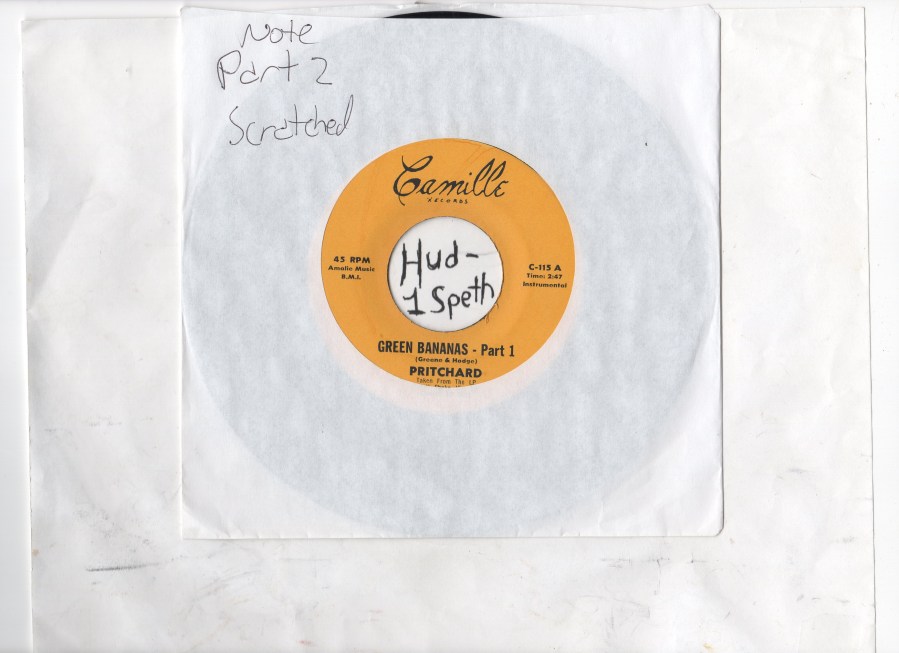 Note
Part 2
Scratched
Camille
RECORDS
45 RPM
Amalie Music
B.M.I.
Hud-
1 Speth
C-115 A
Time: 2:47
Instrumental
GREEN BANANAS - Part 1
(Greene & Hodge)
PRITCHARD
Taken From The LP